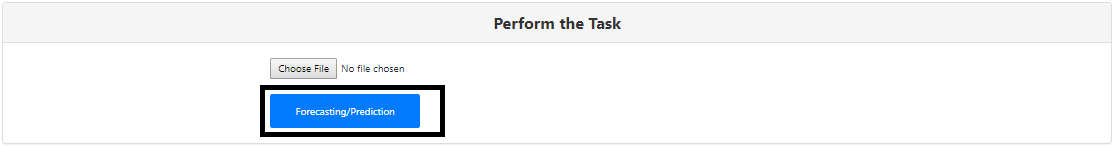 Perform the Task
Choose File No file chosen
Forecasting/Prediction